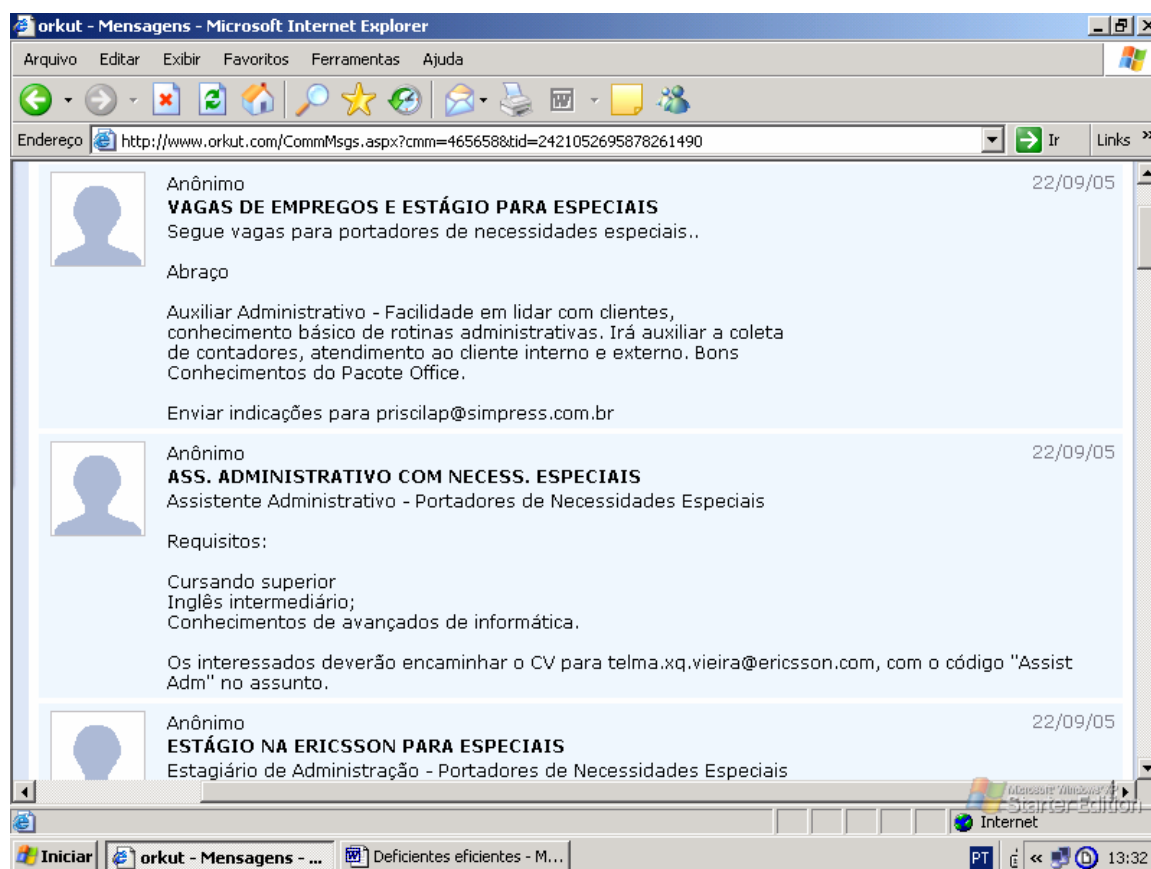 orkut - Mensagens - Microsoft Internet Explorer
Arquivo Editar Exibir Favoritos Ferramentas Ajuda
Endereço http://www.orkut.com/CommMsgs.aspx?cmm=465658&tid=2421052695878261490 Ir Links »
Anônimo 22/09/05
VAGAS DE EMPREGOS E ESTÁGIO PARA ESPECIAIS
Segue vagas para portadores de necessidades especiais..
Abraço
Auxiliar Administrativo - Facilidade em lidar com clientes,
conhecimento básico de rotinas administrativas. Irá auxiliar a coleta
de contadores, atendimento ao cliente interno e externo. Bons
Conhecimentos do Pacote Office.
Enviar indicações para priscilap@simpress.com.br
Anônimo 22/09/05
ASS. ADMINISTRATIVO COM NECESS. ESPECIAIS
Assistente Administrativo - Portadores de Necessidades Especiais
Requisitos:
Cursando superior
Inglês intermediário;
Conhecimentos de avançados de informática.
Os interessados deverão encaminhar o CV para telma.xq.vieira@ericsson.com, com o código "Assist
Adm" no assunto.
Anônimo 22/09/05
ESTÁGIO NA ERICSSON PARA ESPECIAIS
Estagiário de Administração - Portadores de Necessidades Especiais
Microsoft Windows XP
Starter Edition
Internet
Iniciar orkut - Mensagens - ... Deficientes eficientes - M... PT « 13:32